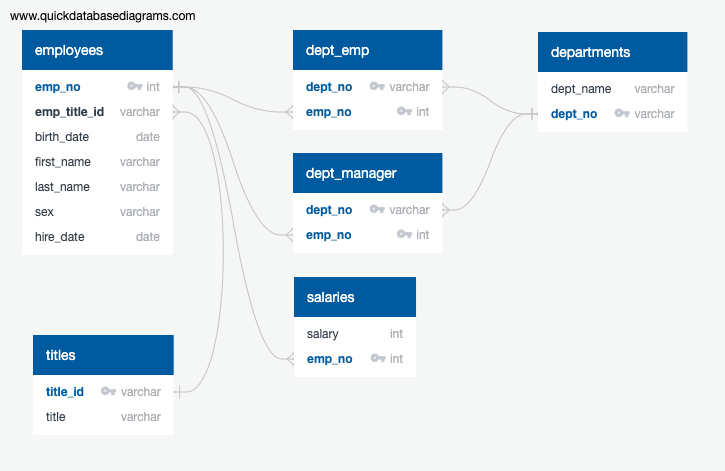 www.quickdatabasediagrams.com
employees
emp_no int
emp_title_id varchar
birth_date date
first_name varchar
last_name varchar
sex varchar
hire_date date
dept_emp
dept_no varchar
emp_no int
departments
dept_name varchar
dept_no varchar
dept_manager
dept_no varchar
emp_no int
salaries
salary int
emp_no int
titles
title_id varchar
title varchar